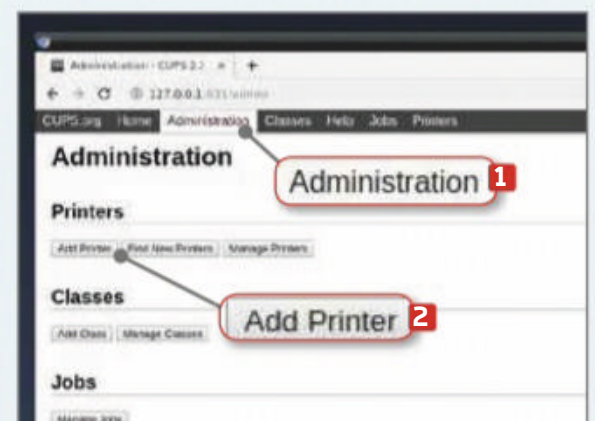 Administration - CUPS 2.2
127.0.0.1:631/admin
CUPS.org Home Administration Classes Help Jobs Printers
Administration
Administration 1
Printers
Add Printer Find New Printers Manage Printers
Classes
Add Printer 2
Add Class Manage Classes
Jobs
Manage Jobs